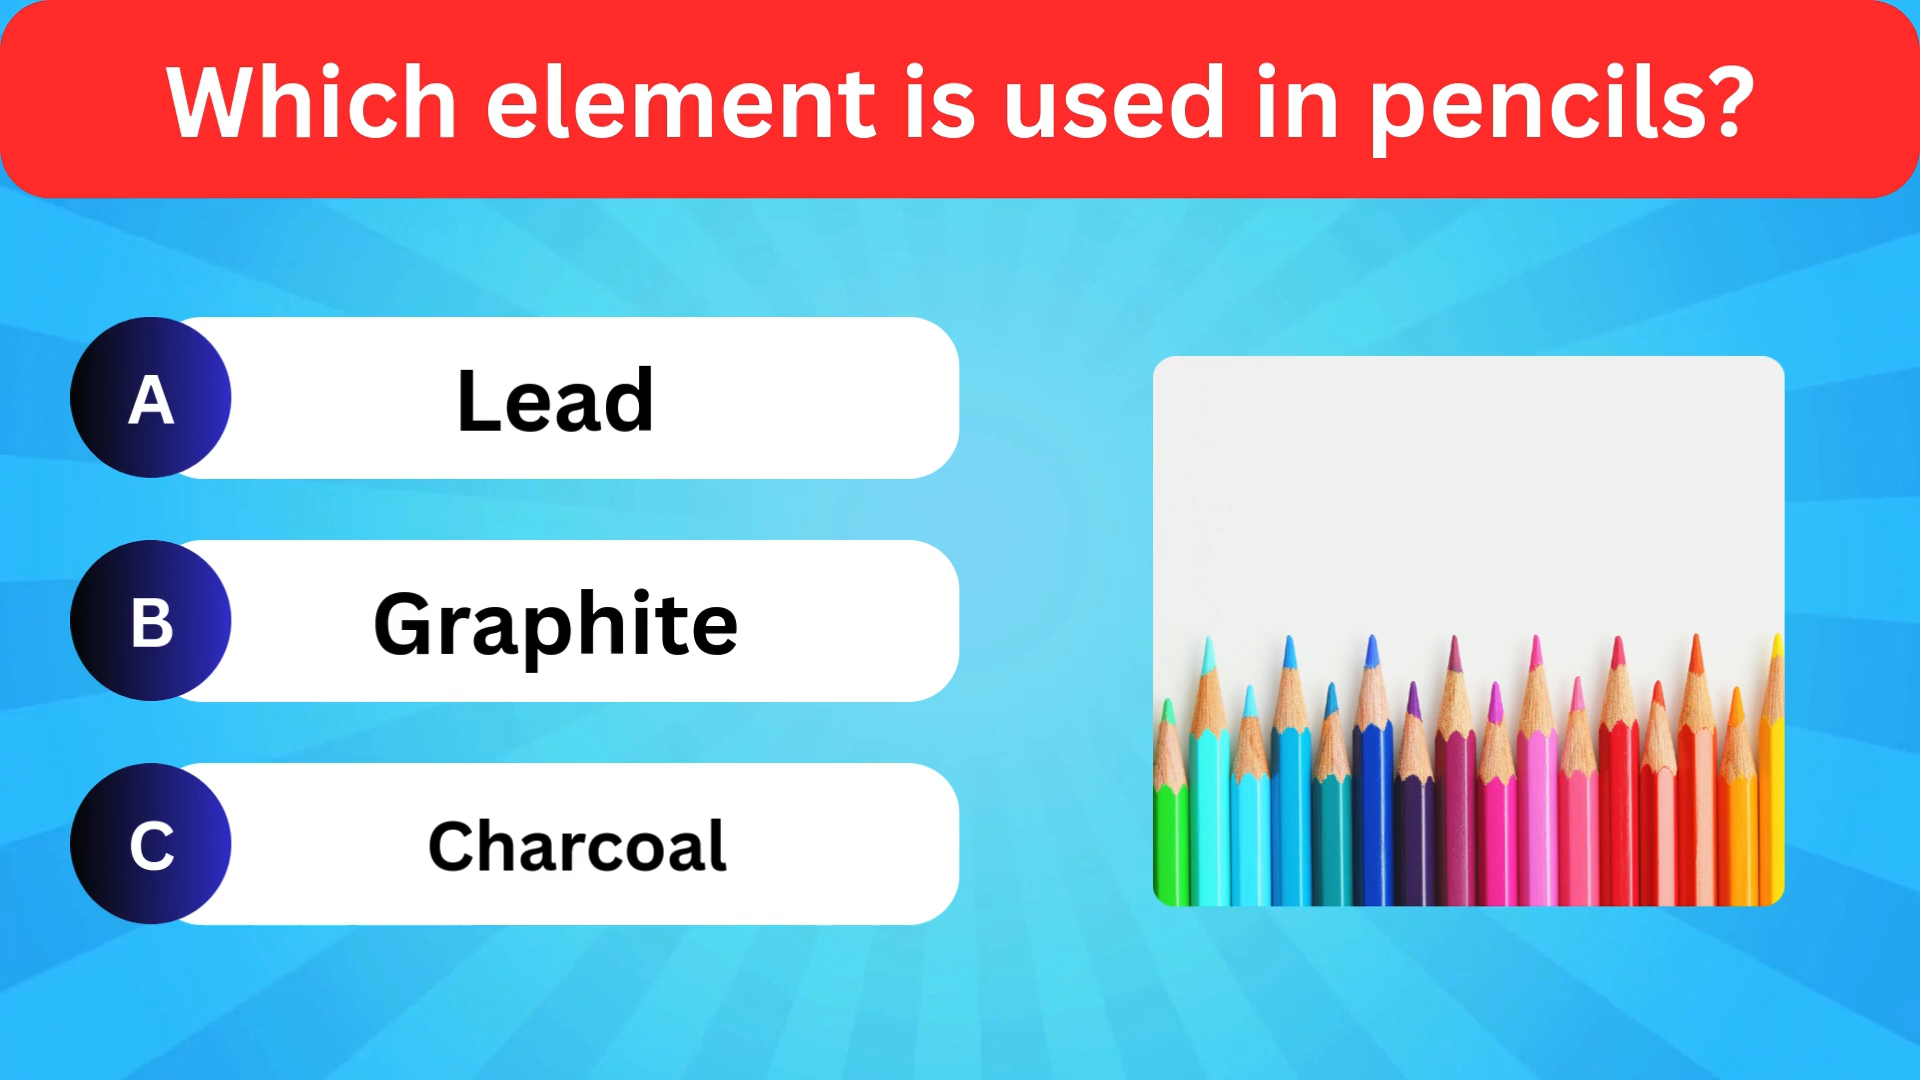 Which element is used in pencils?
A Lead
B Graphite
C Charcoal